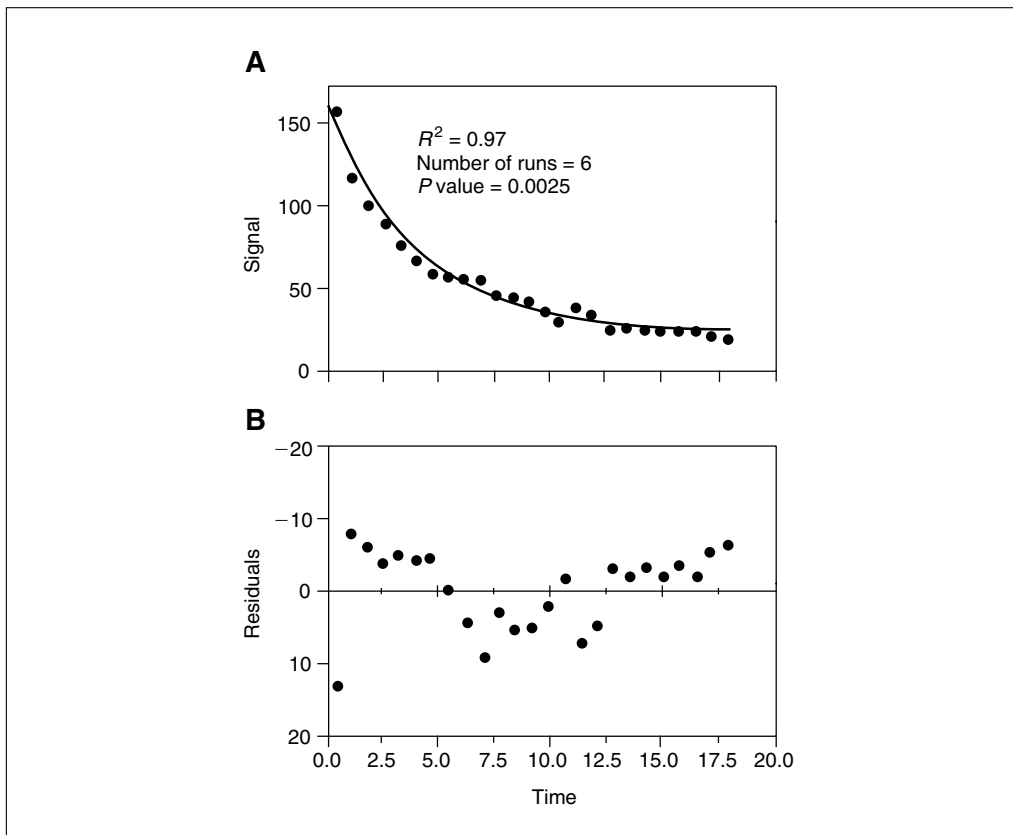 A
150
100
50
0
Signal
R² = 0.97
Number of runs = 6
P value = 0.0025
B
−20
−10
0
10
20
Residuals
0.0 2.5 5.0 7.5 10.0 12.5 15.0 17.5 20.0
Time